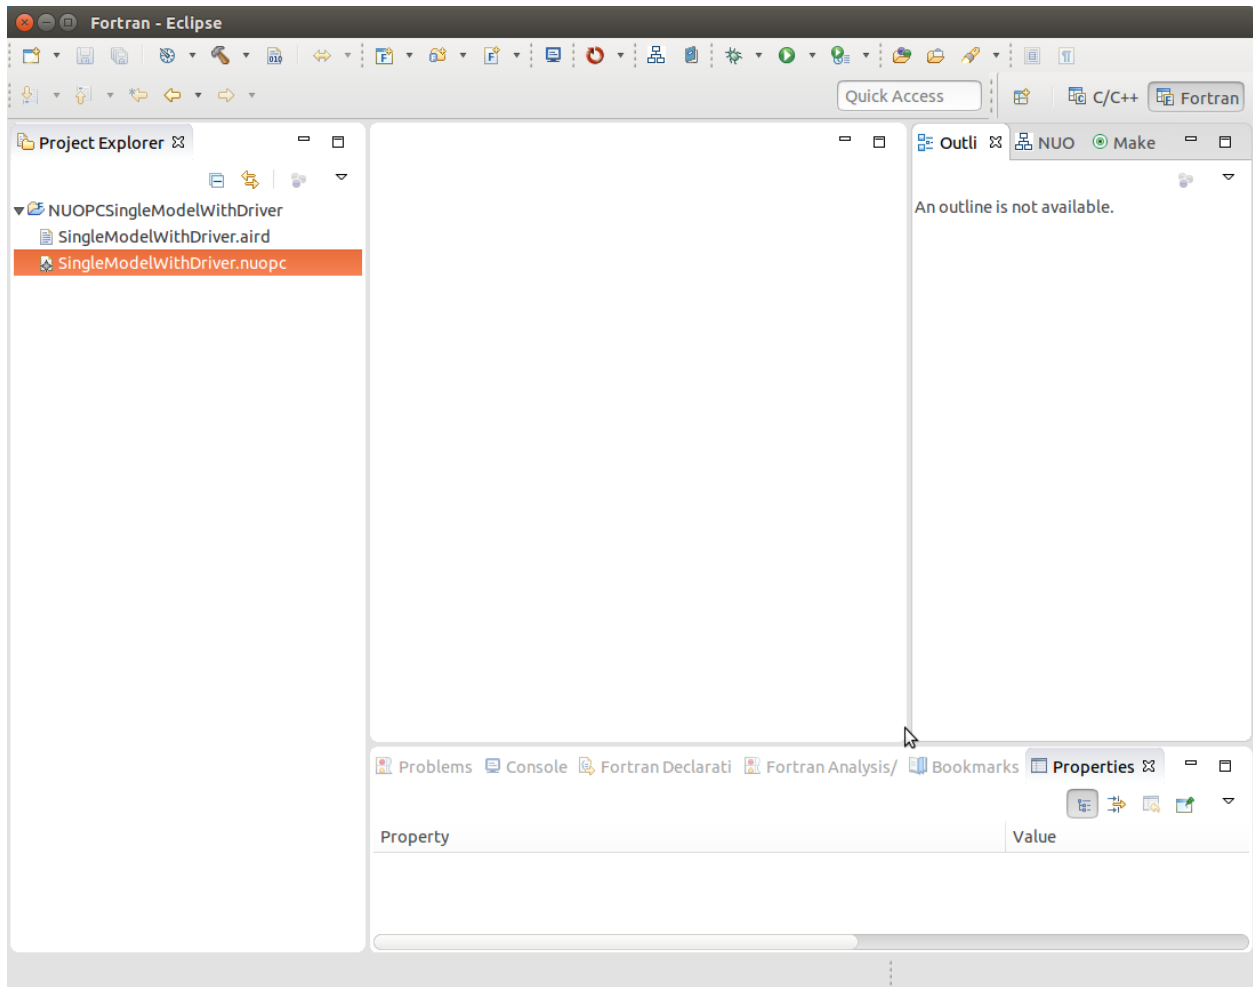 Fortran - Eclipse
Quick Access
C/C++
Fortran
Project Explorer
Outli
NUO
Make
NUOPCSingleModelWithDriver
An outline is not available.
SingleModelWithDriver.aird
SingleModelWithDriver.nuopc
Problems
Console
Fortran Declarati
Fortran Analysis/
Bookmarks
Properties
Property
Value